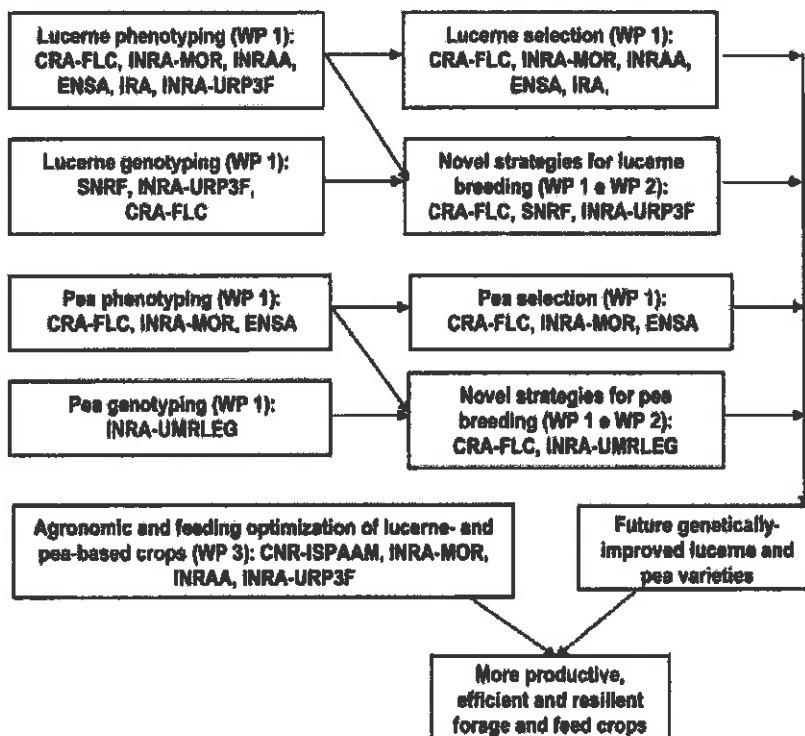 Lucerne phenotyping (WP 1):
CRA-FLC, INRA-MOR, INRAA,
ENSA, IRA, INRA-URP3F
Lucerne selection (WP 1):
CRA-FLC, INRA-MOR, INRAA,
ENSA, IRA,
Lucerne genotyping (WP 1):
SNRF, INRA-URP3F,
CRA-FLC
Novel strategies for lucerne
breeding (WP 1 e WP 2):
CRA-FLC, SNRF, INRA-URP3F
Pea phenotyping (WP 1):
CRA-FLC, INRA-MOR, ENSA
Pea selection (WP 1):
CRA-FLC, INRA-MOR, ENSA
Pea genotyping (WP 1):
INRA-UMRLEG
Novel strategies for pea
breeding (WP 1 e WP 2):
CRA-FLC, INRA-UMRLEG
Agronomic and feeding optimization of lucerne- and
pea-based crops (WP 3): CNR-ISPAAM, INRA-MOR,
INRAA, INRA-URP3F
Future genetically-
improved lucerne and
pea varieties
More productive,
efficient and resilient
forage and feed crops